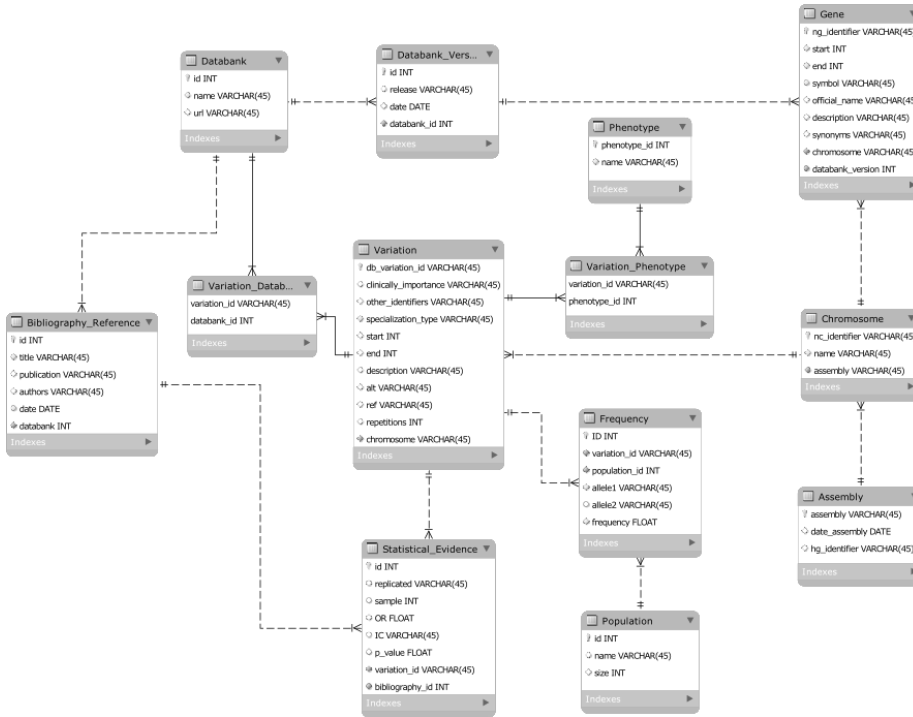 Databank
id INT
name VARCHAR(45)
url VARCHAR(45)
Indexes
Databank_Vers...
id INT
release VARCHAR(45)
date DATE
databank_id INT
Indexes
Gene
ng_identifier VARCHAR(45)
start INT
end INT
symbol VARCHAR(45)
official_name VARCHAR(45)
description VARCHAR(45)
synonyms VARCHAR(45)
chromosome VARCHAR(45)
databank_version INT
Indexes
Phenotype
phenotype_id INT
name VARCHAR(45)
Indexes
Variation
db_variation_id VARCHAR(45)
clinically_importance VARCHAR(45)
other_identifiers VARCHAR(45)
specialization_type VARCHAR(45)
start INT
end INT
description VARCHAR(45)
alt VARCHAR(45)
ref VARCHAR(45)
repetitions INT
chromosome VARCHAR(45)
Indexes
Variation_Phenotype
variation_id VARCHAR(45)
phenotype_id INT
Indexes
Variation_Datab...
variation_id VARCHAR(45)
databank_id INT
Indexes
Bibliography_Reference
id INT
title VARCHAR(45)
publication VARCHAR(45)
authors VARCHAR(45)
date DATE
databank INT
Indexes
Chromosome
nc_identifier VARCHAR(45)
name VARCHAR(45)
assembly VARCHAR(45)
Indexes
Frequency
ID INT
variation_id VARCHAR(45)
population_id INT
allele1 VARCHAR(45)
allele2 VARCHAR(45)
frequency FLOAT
Indexes
Assembly
assembly VARCHAR(45)
date_assembly DATE
hg_identifier VARCHAR(45)
Indexes
Statistical_Evidence
id INT
replicated VARCHAR(45)
sample INT
OR FLOAT
IC VARCHAR(45)
p_value FLOAT
variation_id VARCHAR(45)
bibliography_id INT
Indexes
Population
id INT
name VARCHAR(45)
size INT
Indexes